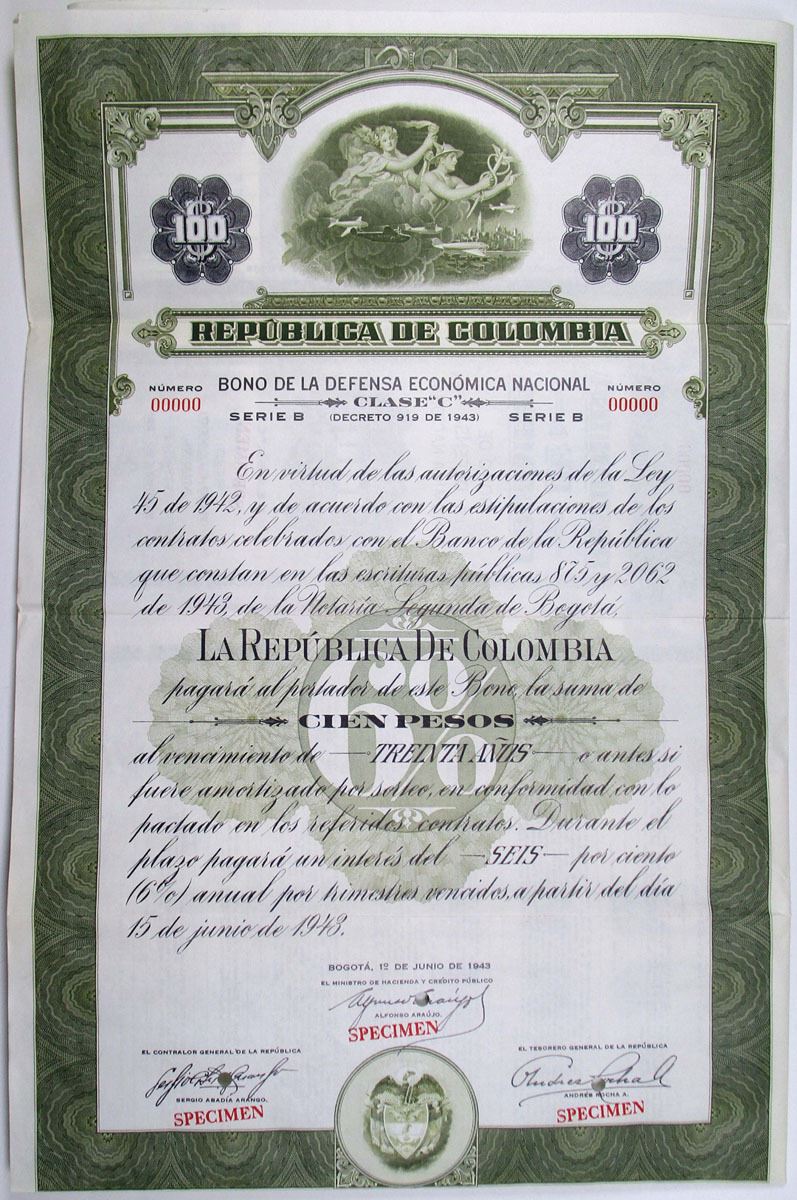 $ 100
$ 100
REPÚBLICA DE COLOMBIA
NÚMERO BONO DE LA DEFENSA ECONÓMICA NACIONAL NÚMERO
00000 CLASE "C" 00000
SERIE B (DECRETO 919 DE 1943) SERIE B
En virtud de las autorizaciones de la Ley
45 de 1942, y de acuerdo con las estipulaciones de los
contratos celebrados con el Banco de la República
que constan en las escrituras públicas 875 y 2062
de 1943, de la Notaría Segunda de Bogotá,
LA REPÚBLICA DE COLOMBIA
pagará al portador de este Bono, la suma de
CIEN PESOS
al vencimiento de — TREINTA AÑOS — o antes si
fuere amortizado por sorteo, en conformidad con lo
pactado en los referidos contratos. Durante el
plazo pagará un interés del — SEIS — por ciento
(6%) anual por trimestres vencidos, a partir del día
15 de junio de 1943.
6%
BOGOTÁ, 1º DE JUNIO DE 1943
EL MINISTRO DE HACIENDA Y CRÉDITO PÚBLICO
ALFONSO ARAÚJO.
SPECIMEN
EL CONTRALOR GENERAL DE LA REPÚBLICA
SERGIO ABADÍA ARANGO.
SPECIMEN
EL TESORERO GENERAL DE LA REPÚBLICA
ANDRÉS ROCHA A.
SPECIMEN